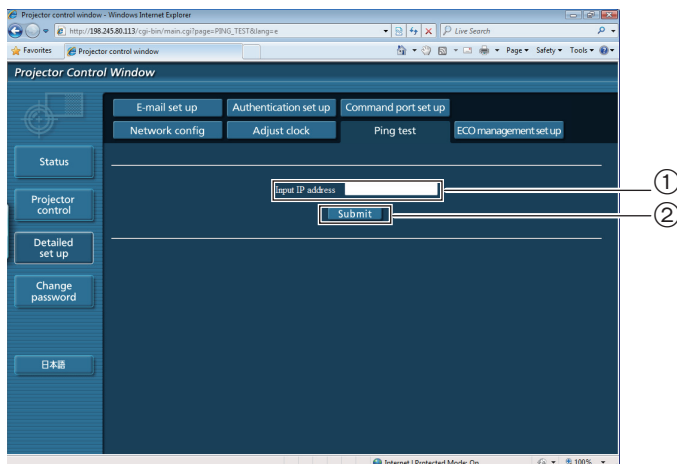 Projector control window - Windows Internet Explorer
http://198.245.80.113/cgi-bin/main.cgi?page=PING_TEST&lang=e
Live Search
Favorites
Projector control window
Page
Safety
Tools
Projector Control Window
E-mail set up
Authentication set up
Command port set up
Network config
Adjust clock
Ping test
ECO management set up
Status
Projector control
Detailed set up
Change password
日本語
Input IP address
①
Submit
②
Internet | Protected Mode: On
100%